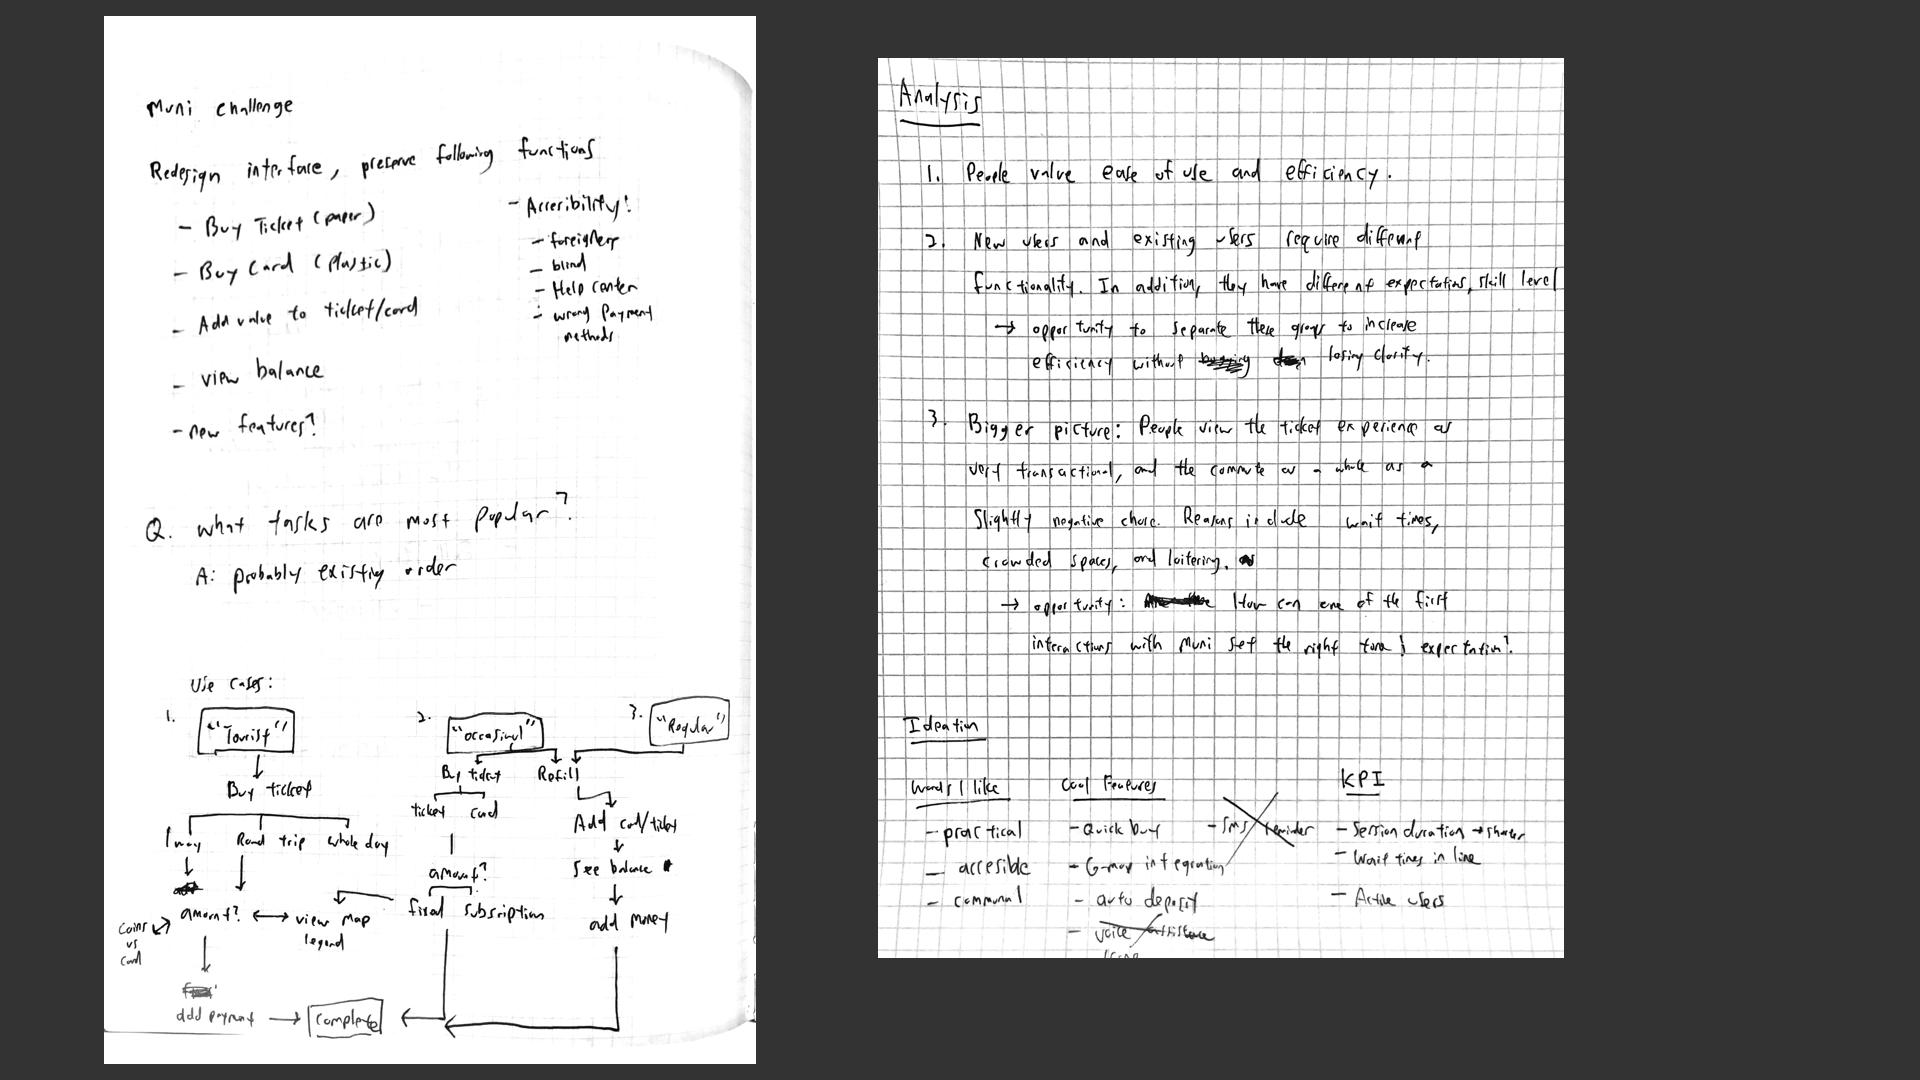 Muni challenge
Redesign interface, preserve following functions
- Buy Ticket (paper)
- Buy Card (plastic)
- Add value to ticket/card
- view balance
- new features?
- Accesibility!
- foreigners
- blind
- Help center
- wrong payment
methods
Q. what tasks are most popular?
A: probably existing order
Use cases:
1. "Tourist"
Buy ticket
1 way Round trip whole day
amount? view map
legend
coins
vs
card
add payment complete
2. "occasional"
Buy ticket Refill
ticket card
amount?
fixed subscription
3. "Regular"
Add card/ticket
See balance
add money
Analysis
1. People value ease of use and efficiency.
2. New users and existing users require different
functionality. In addition, they have different expectations, skill level
→ opportunity to separate these groups to increase
efficiency without losing clarity.
3. Bigger picture: People view the ticket experience as
very transactional, and the commute as a whole as a
slightly negative chore. Reasons include wait times,
crowded spaces, and loitering.
→ opportunity: How can one of the first
interactions with Muni set the right tone & expectation?
Ideation
Words I like
- practical
- accesible
- communal
Cool Features
- Quick buy
- G-map integration
- auto deposit
- voice assistance
- SMS reminder
KPI
- Session duration → shorter
- Wait times in line
- Active users